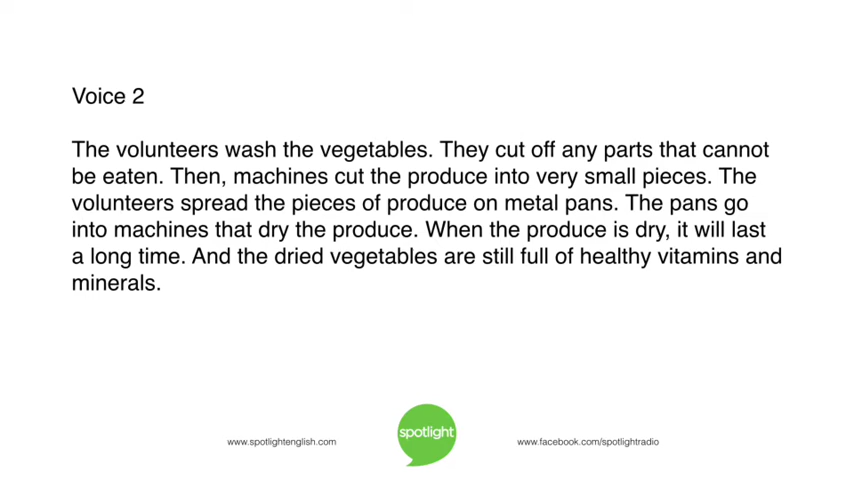 Voice 2
The volunteers wash the vegetables. They cut off any parts that cannot
be eaten. Then, machines cut the produce into very small pieces. The
volunteers spread the pieces of produce on metal pans. The pans go
into machines that dry the produce. When the produce is dry, it will last
a long time. And the dried vegetables are still full of healthy vitamins and
minerals.
www.spotlightenglish.com
spotlight
www.facebook.com/spotlightradio